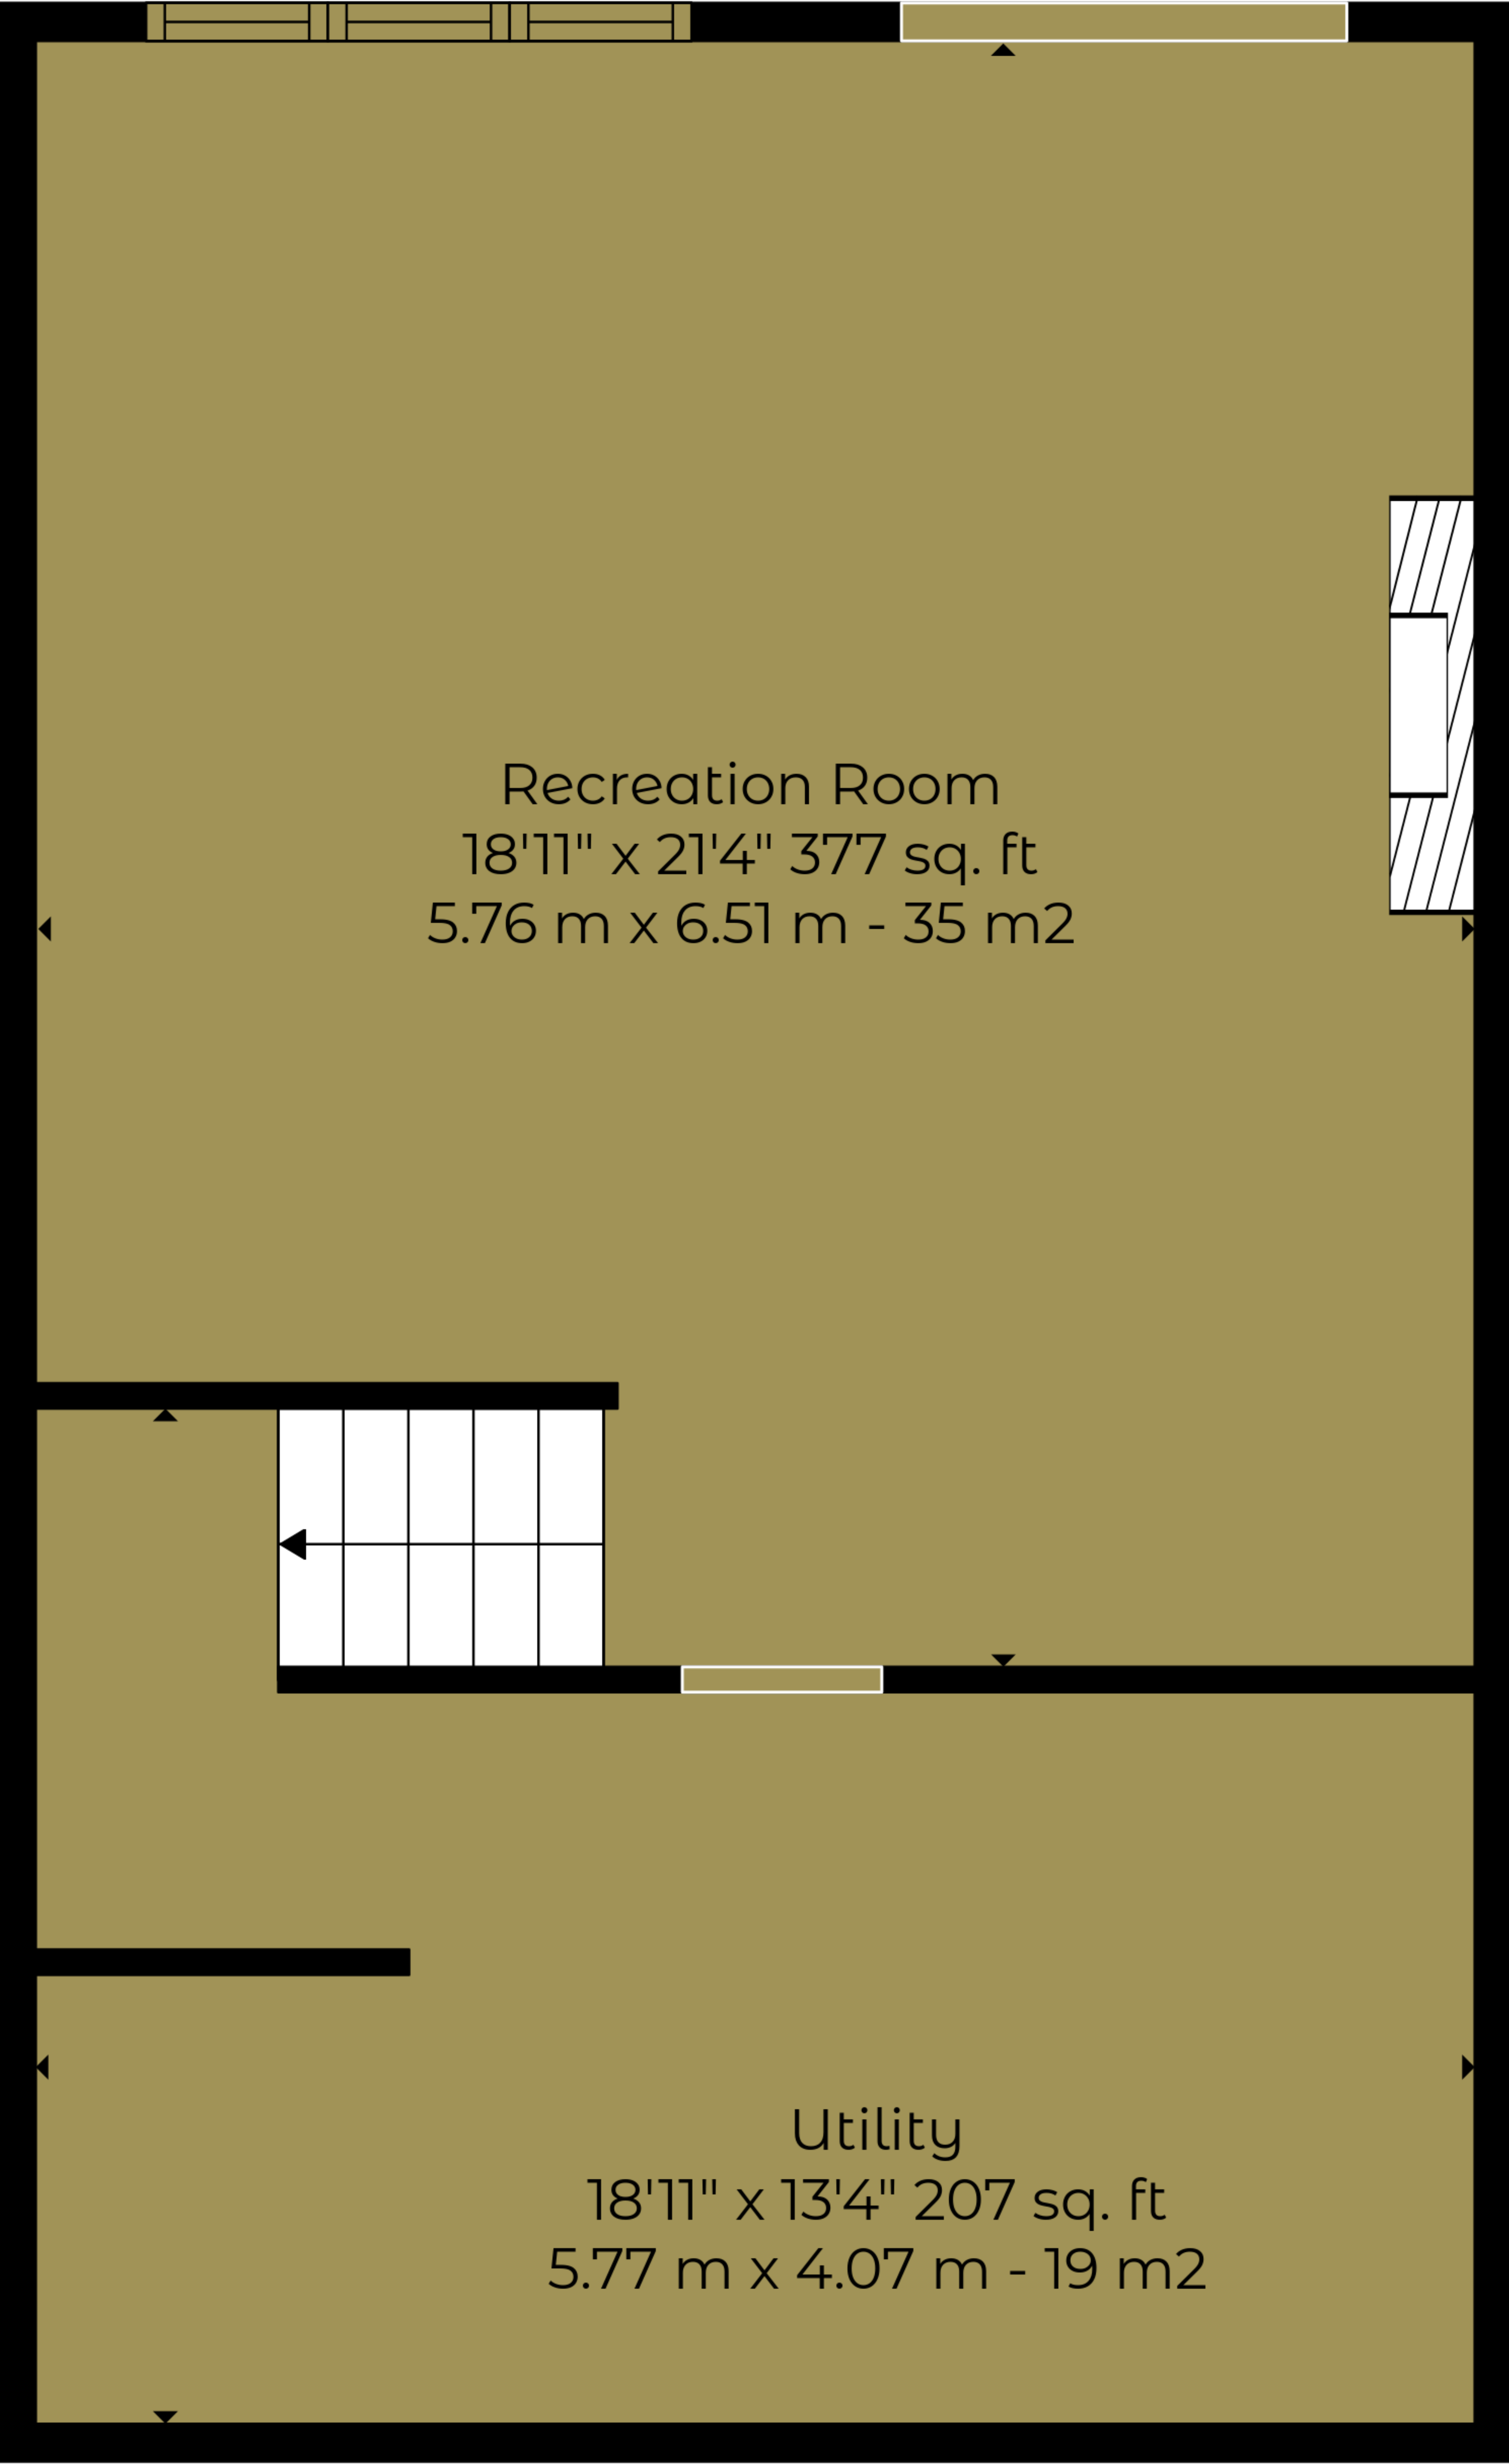 Recreation Room
18'11" x 21'4" 377 sq. ft
5.76 m x 6.51 m - 35 m2
Utility
18'11" x 13'4" 207 sq. ft
5.77 m x 4.07 m - 19 m2